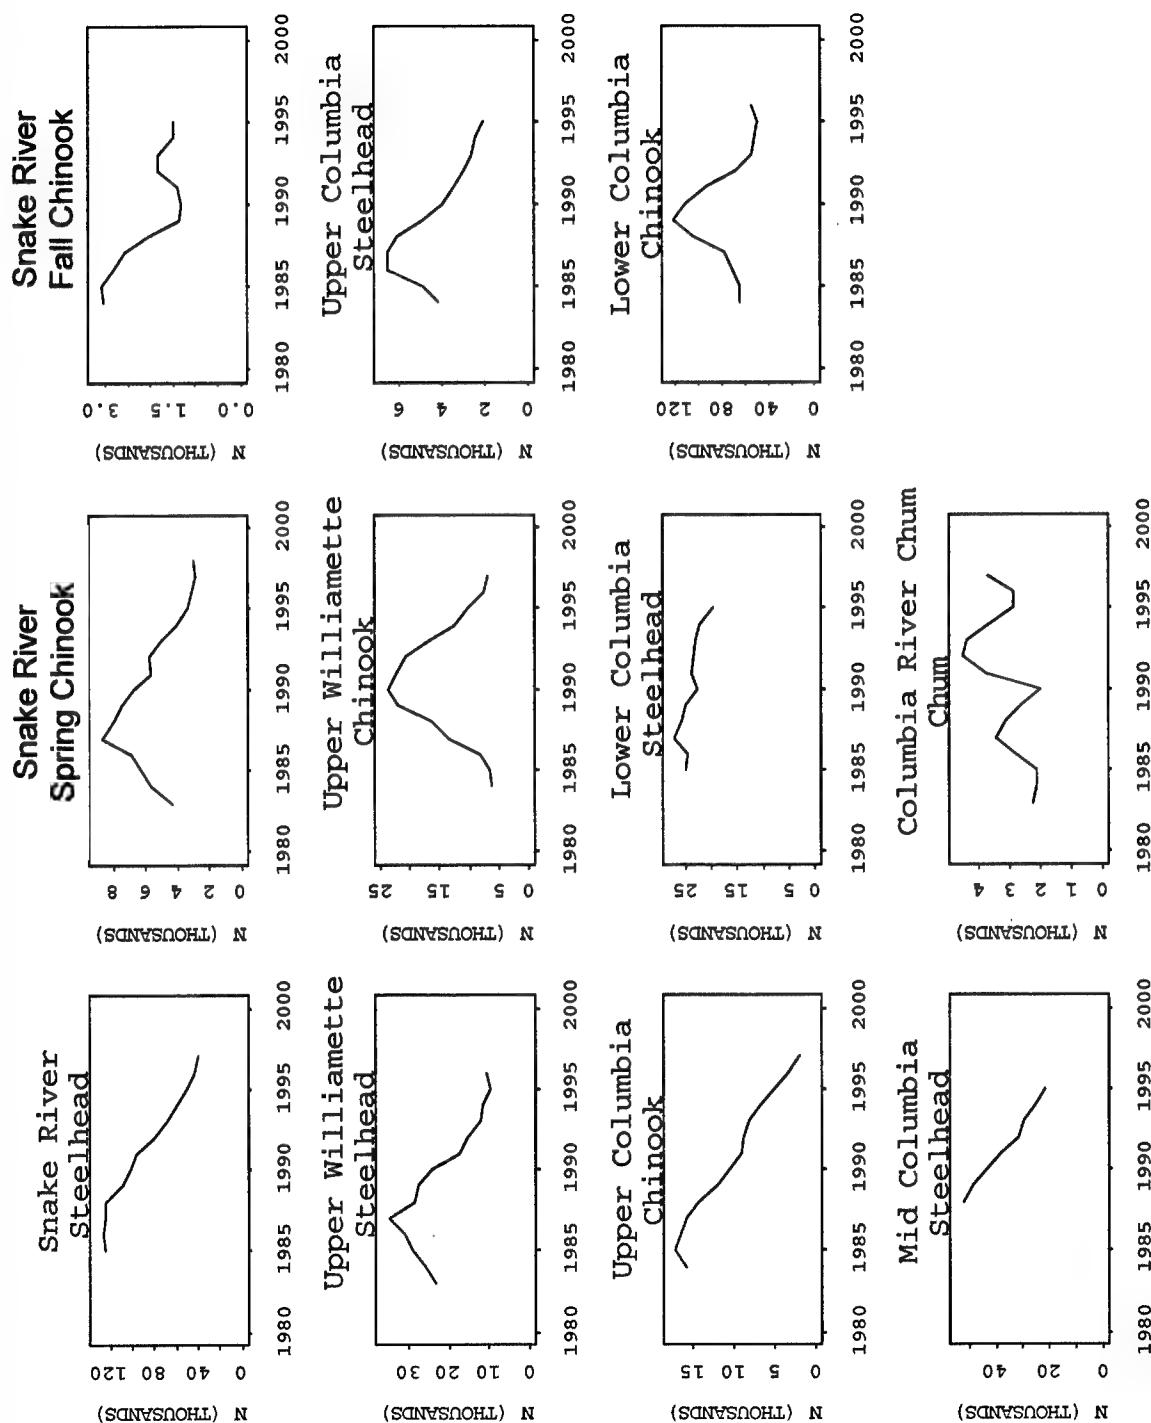 Snake River
Steelhead
N (THOUSANDS)
0 40 80 120
1980 1985 1990 1995 2000
Snake River
Spring Chinook
N (THOUSANDS)
0 2 4 6 8
1980 1985 1990 1995 2000
Snake River
Fall Chinook
N (THOUSANDS)
0.0 1.5 3.0
1980 1985 1990 1995 2000
Upper Williamette
Steelhead
N (THOUSANDS)
0 10 20 30
1980 1985 1990 1995 2000
Upper Williamette
Chinook
N (THOUSANDS)
0 5 15 25
1980 1985 1990 1995 2000
Upper Columbia
Steelhead
N (THOUSANDS)
0 2 4 6
1980 1985 1990 1995 2000
Upper Columbia
Chinook
N (THOUSANDS)
0 5 10 15
1980 1985 1990 1995 2000
Lower Columbia
Steelhead
N (THOUSANDS)
0 5 15 25
1980 1985 1990 1995 2000
Lower Columbia
Chinook
N (THOUSANDS)
0 40 80 120
1980 1985 1990 1995 2000
Mid Columbia
Steelhead
N (THOUSANDS)
0 20 40
1980 1985 1990 1995 2000
Columbia River Chum
Chum
N (THOUSANDS)
0 1 2 3 4
1980 1985 1990 1995 2000